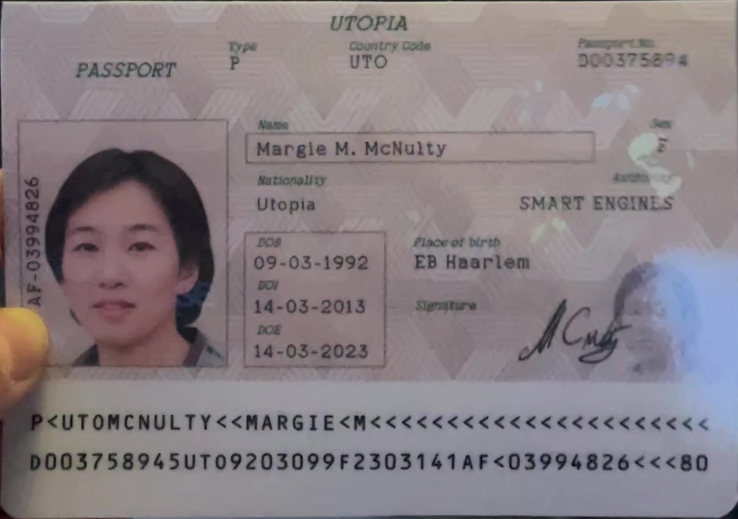 UTOPIA
PASSPORT
Type
P
Country Code
UTO
Passport No.
D00375894
Name
Margie M. McNulty
Sex
F
Nationality
Utopia
Authority
SMART ENGINES
DOB
09-03-1992
Place of birth
EB Haarlem
DOI
14-03-2013
Signature
M CNulty
DOE
14-03-2023
AF-03994826
P<UTOMCNULTY<<MARGIE<M<<<<<<<<<<<<<<<<<<<<<<
D003758945UTO9203099F2303141AF<03994826<<<80